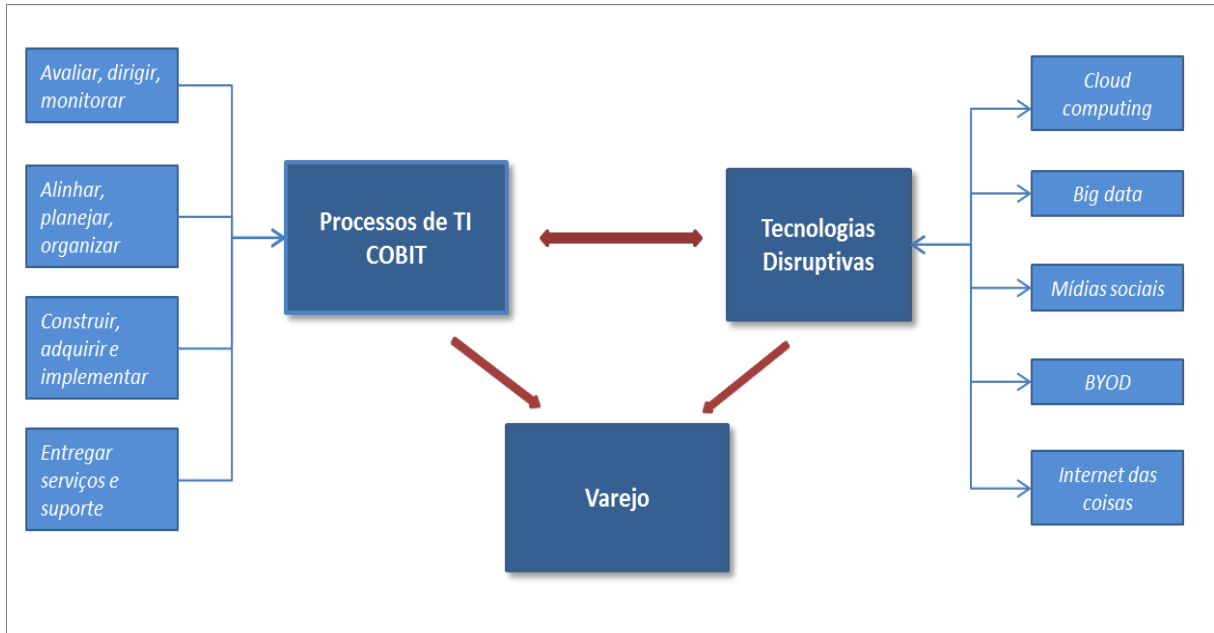 Avaliar, dirigir,
monitorar
Alinhar,
planejar,
organizar
Construir,
adquirir e
implementar
Entregar
serviços e
suporte
Processos de TI
COBIT
Tecnologias
Disruptivas
Varejo
Cloud
computing
Big data
Mídias sociais
BYOD
Internet das
coisas